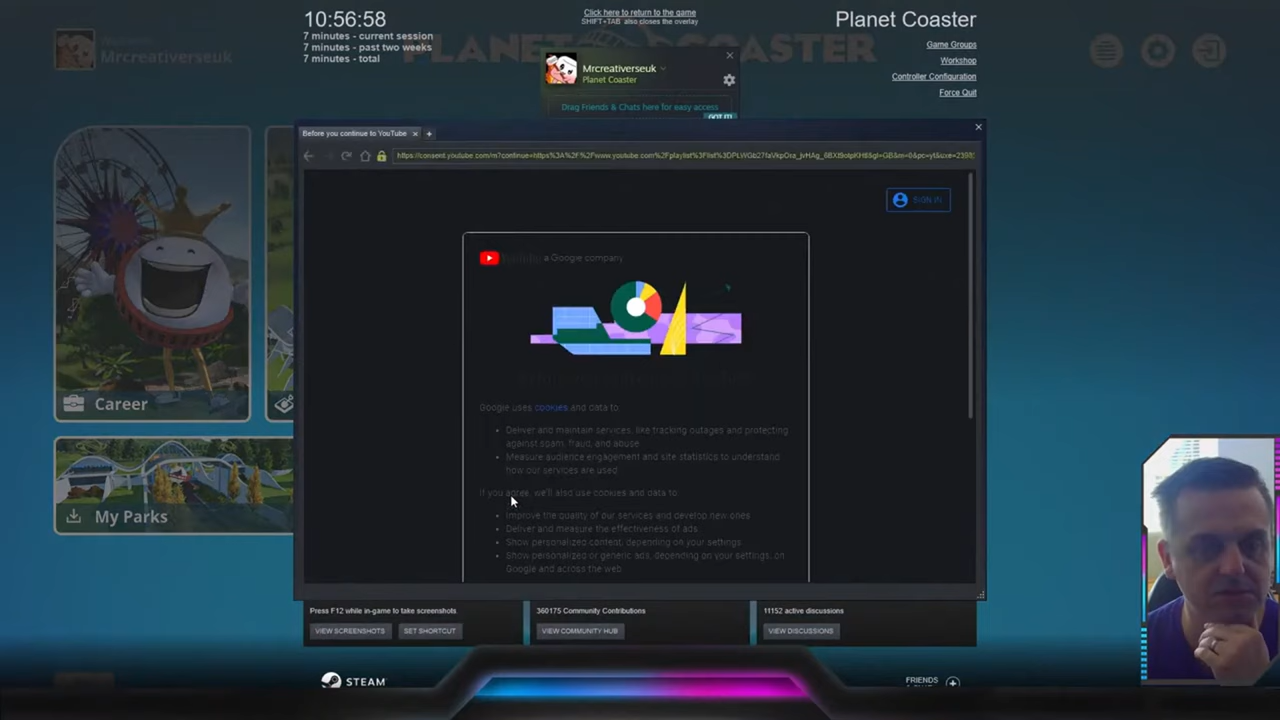 10:56:58
7 minutes - current session
7 minutes - past two weeks
7 minutes - total
Click here to return to the game
SHIFT+TAB also closes the overlay
Planet Coaster
Game Groups
Workshop
Controller Configuration
Force Quit
Mrcreativerseuk
PLANET COASTER
Mrcreativerseuk
Planet Coaster
Drag Friends & Chats here for easy access
GOT IT!
Before you continue to YouTube
SIGN IN
a Google company
Google uses cookies and data to:
Deliver and maintain services, like tracking outages and protecting
against spam, fraud, and abuse
Measure audience engagement and site statistics to understand
how our services are used
If you agree, we'll also use cookies and data to:
Improve the quality of our services and develop new ones
Deliver and measure the effectiveness of ads
Show personalized content, depending on your settings
Show personalized or generic ads, depending on your settings, on
Google and across the web
Career
My Parks
Press F12 while in-game to take screenshots
VIEW SCREENSHOTS
SET SHORTCUT
360175 Community Contributions
VIEW COMMUNITY HUB
11152 active discussions
VIEW DISCUSSIONS
STEAM
FRIENDS